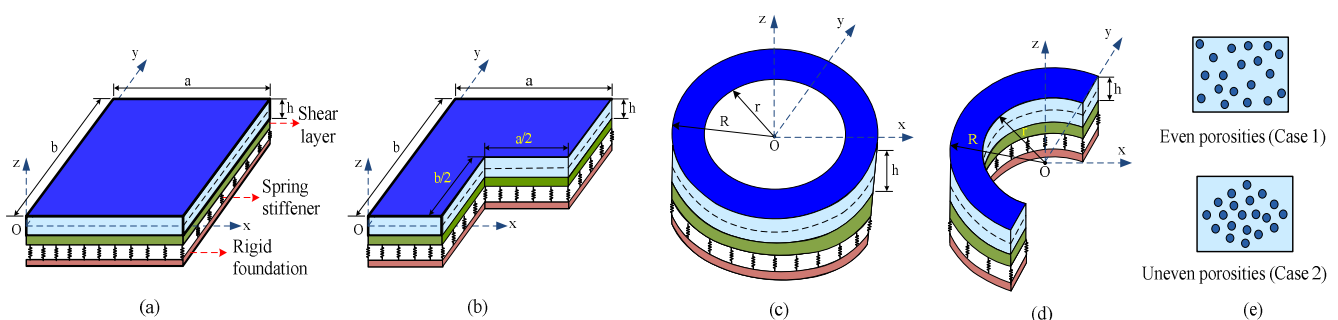 y
a
h
Shear
layer
b
z
Spring
stiffener
O
x
Rigid
foundation
(a)
y
a
h
a/2
b
b/2
z
O
x
(b)
z
y
r
R
O
x
h
(c)
z
y
h
R
r
x
O
(d)
Even porosities (Case 1)
Uneven porosities (Case 2)
(e)